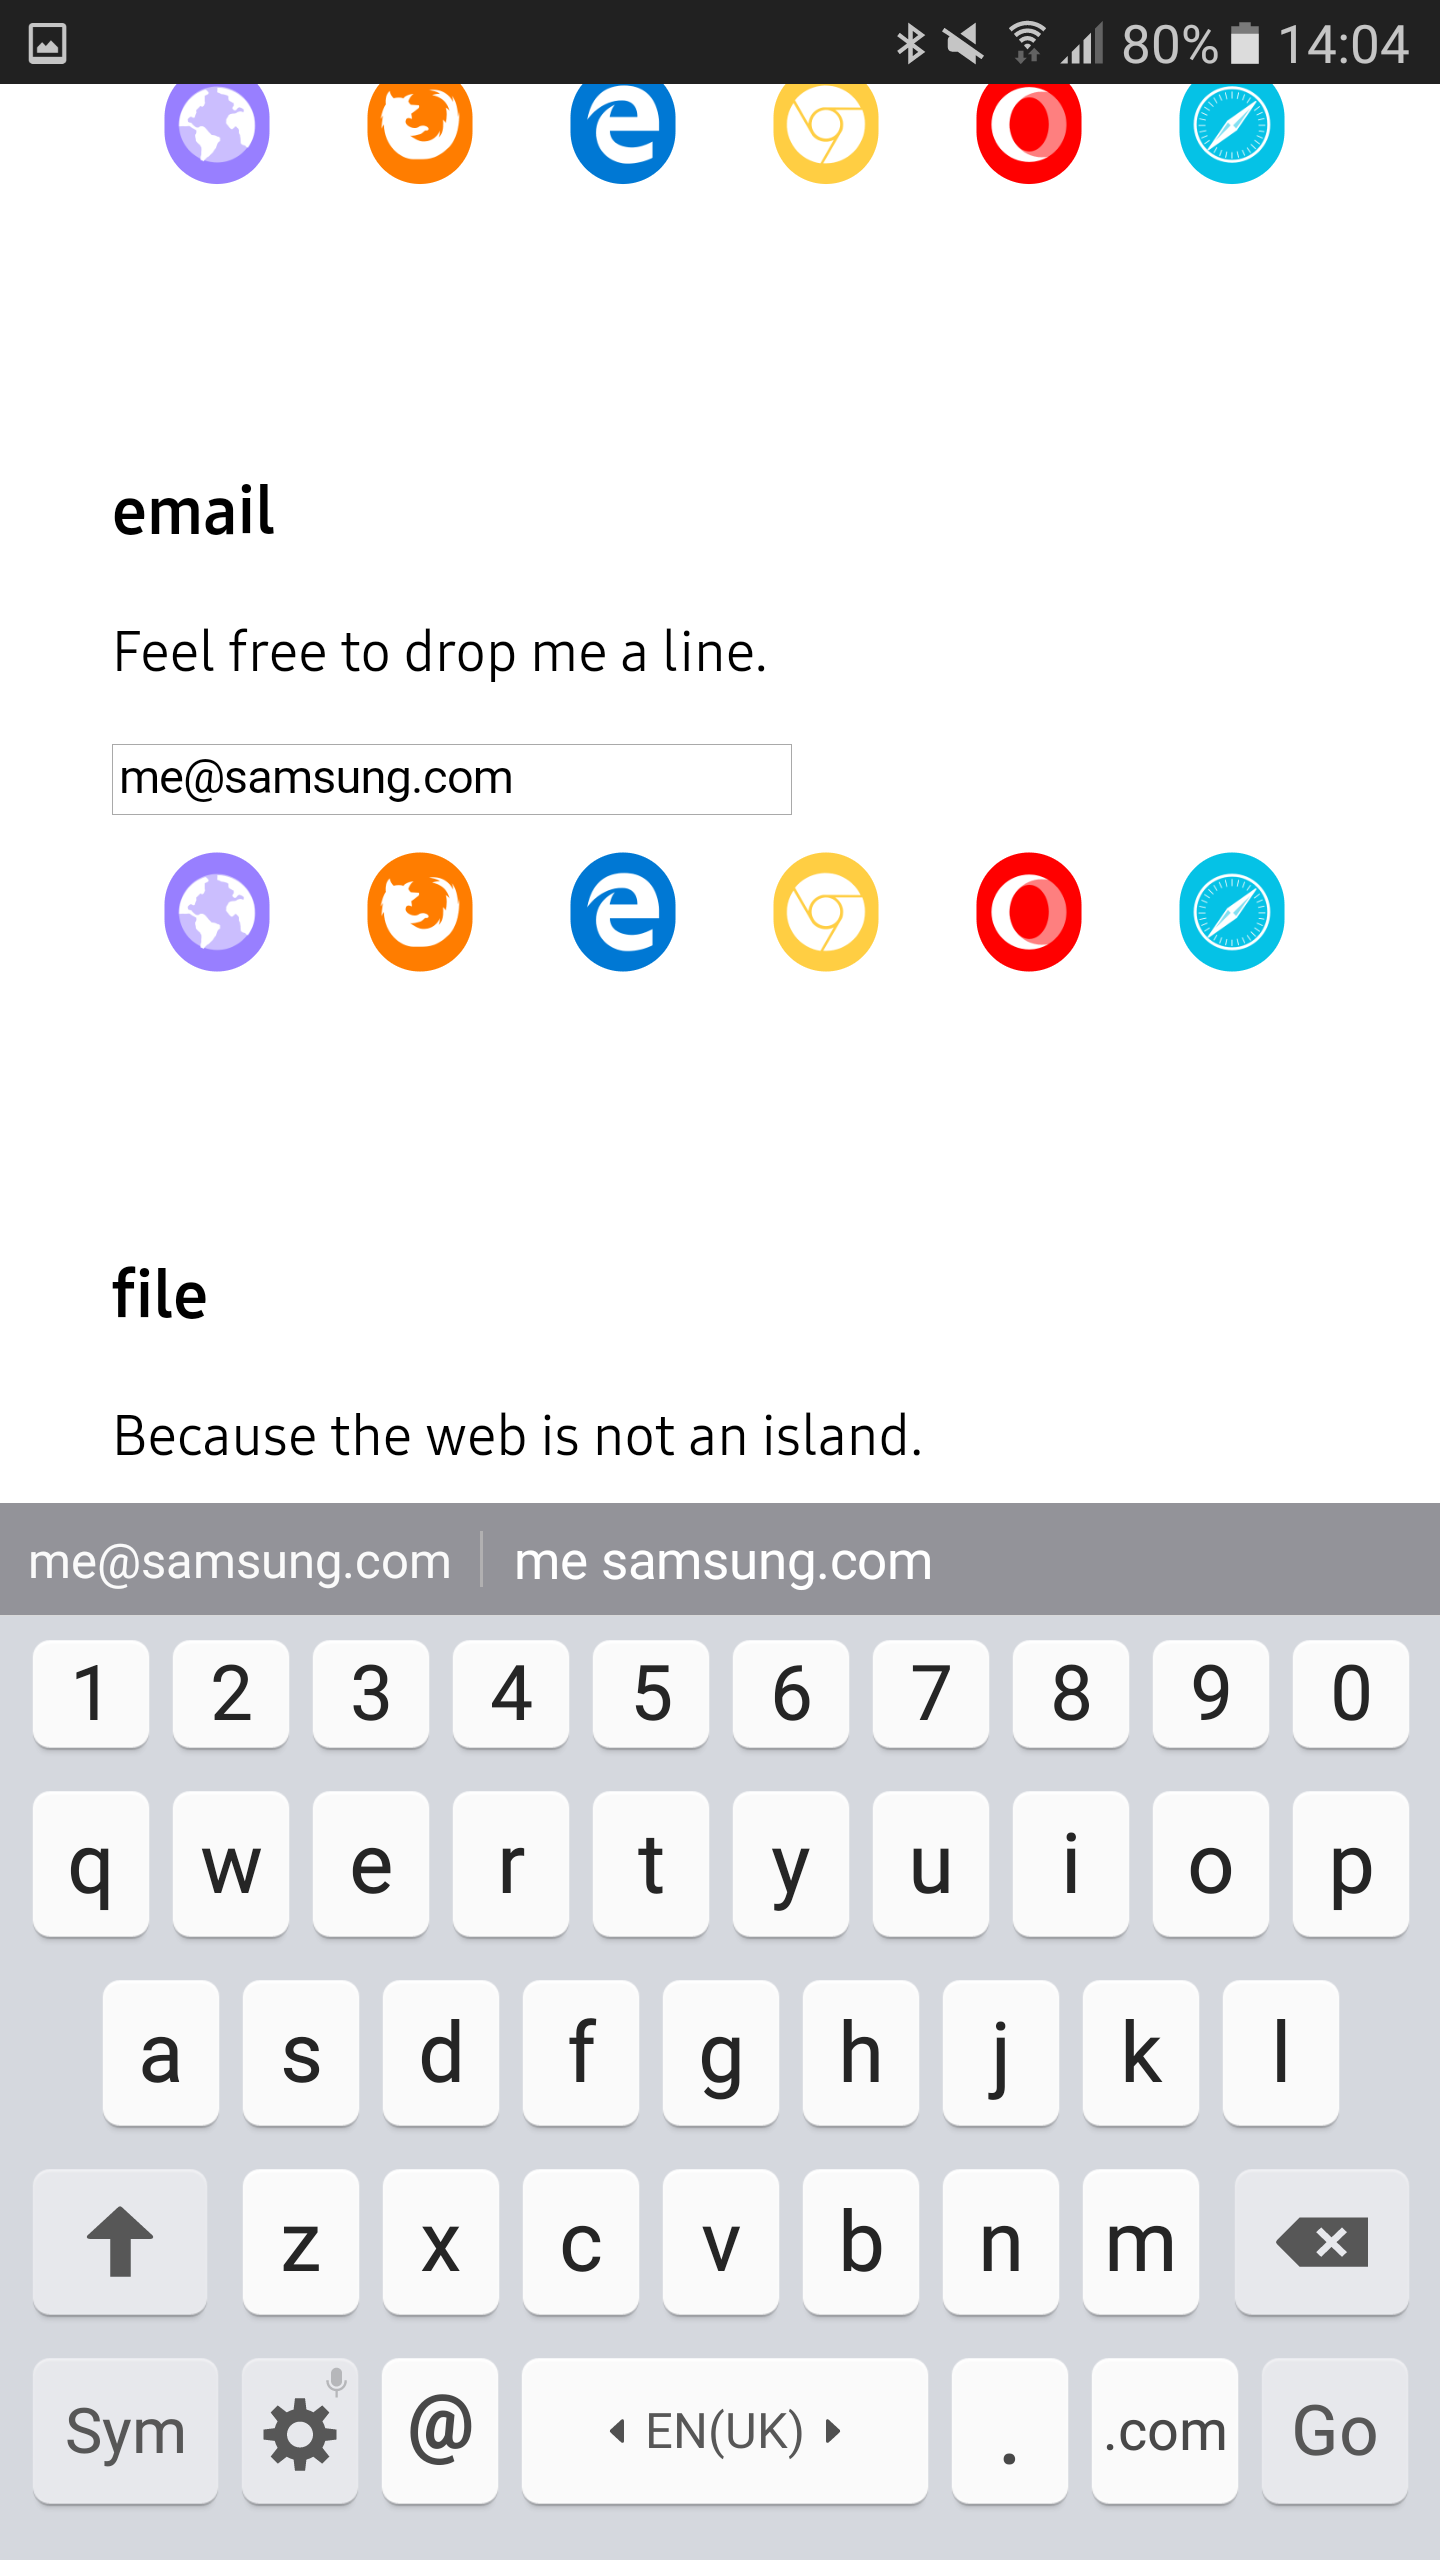 80% 14:04
email
Feel free to drop me a line.
me@samsung.com
file
Because the web is not an island.
me@samsung.com me samsung.com
1 2 3 4 5 6 7 8 9 0
q w e r t y u i o p
a s d f g h j k l
z x c v b n m
Sym @ EN(UK) . .com Go